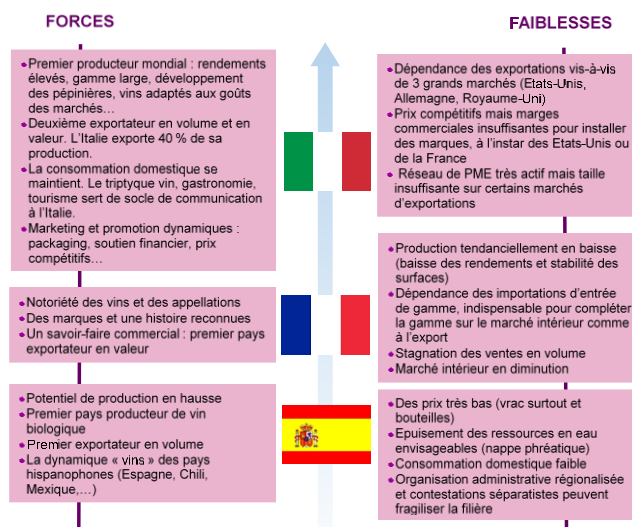 FORCES
FAIBLESSES
•Premier producteur mondial : rendements
élevés, gamme large, développement
des pépinières, vins adaptés aux goûts
des marchés…
•Deuxième exportateur en volume et en
valeur. L'Italie exporte 40 % de sa
production.
•La consommation domestique se
maintient. Le triptyque vin, gastronomie,
tourisme sert de socle de communication
à l'Italie.
•Marketing et promotion dynamiques :
packaging, soutien financier, prix
compétitifs…
•Dépendance des exportations vis-à-vis
de 3 grands marchés (Etats-Unis,
Allemagne, Royaume-Uni)
•Prix compétitifs mais marges
commerciales insuffisantes pour installer
des marques, à l'instar des Etats-Unis ou
de la France
• Réseau de PME très actif mais taille
insuffisante sur certains marchés
d'exportations
•Notoriété des vins et des appellations
•Des marques et une histoire reconnues
•Un savoir-faire commercial : premier pays
exportateur en valeur
•Production tendanciellement en baisse
(baisse des rendements et stabilité des
surfaces)
•Dépendance des importations d'entrée
de gamme, indispensable pour compléter
la gamme sur le marché intérieur comme
à l'export
•Stagnation des ventes en volume
•Marché intérieur en diminution
•Potentiel de production en hausse
•Premier pays producteur de vin
biologique
•Premier exportateur en volume
•La dynamique « vins » des pays
hispanophones (Espagne, Chili,
Mexique,…)
•Des prix très bas (vrac surtout et
bouteilles)
•Epuisement des ressources en eau
envisageables (nappe phréatique)
•Consommation domestique faible
•Organisation administrative régionalisée
et contestations séparatistes peuvent
fragiliser la filière